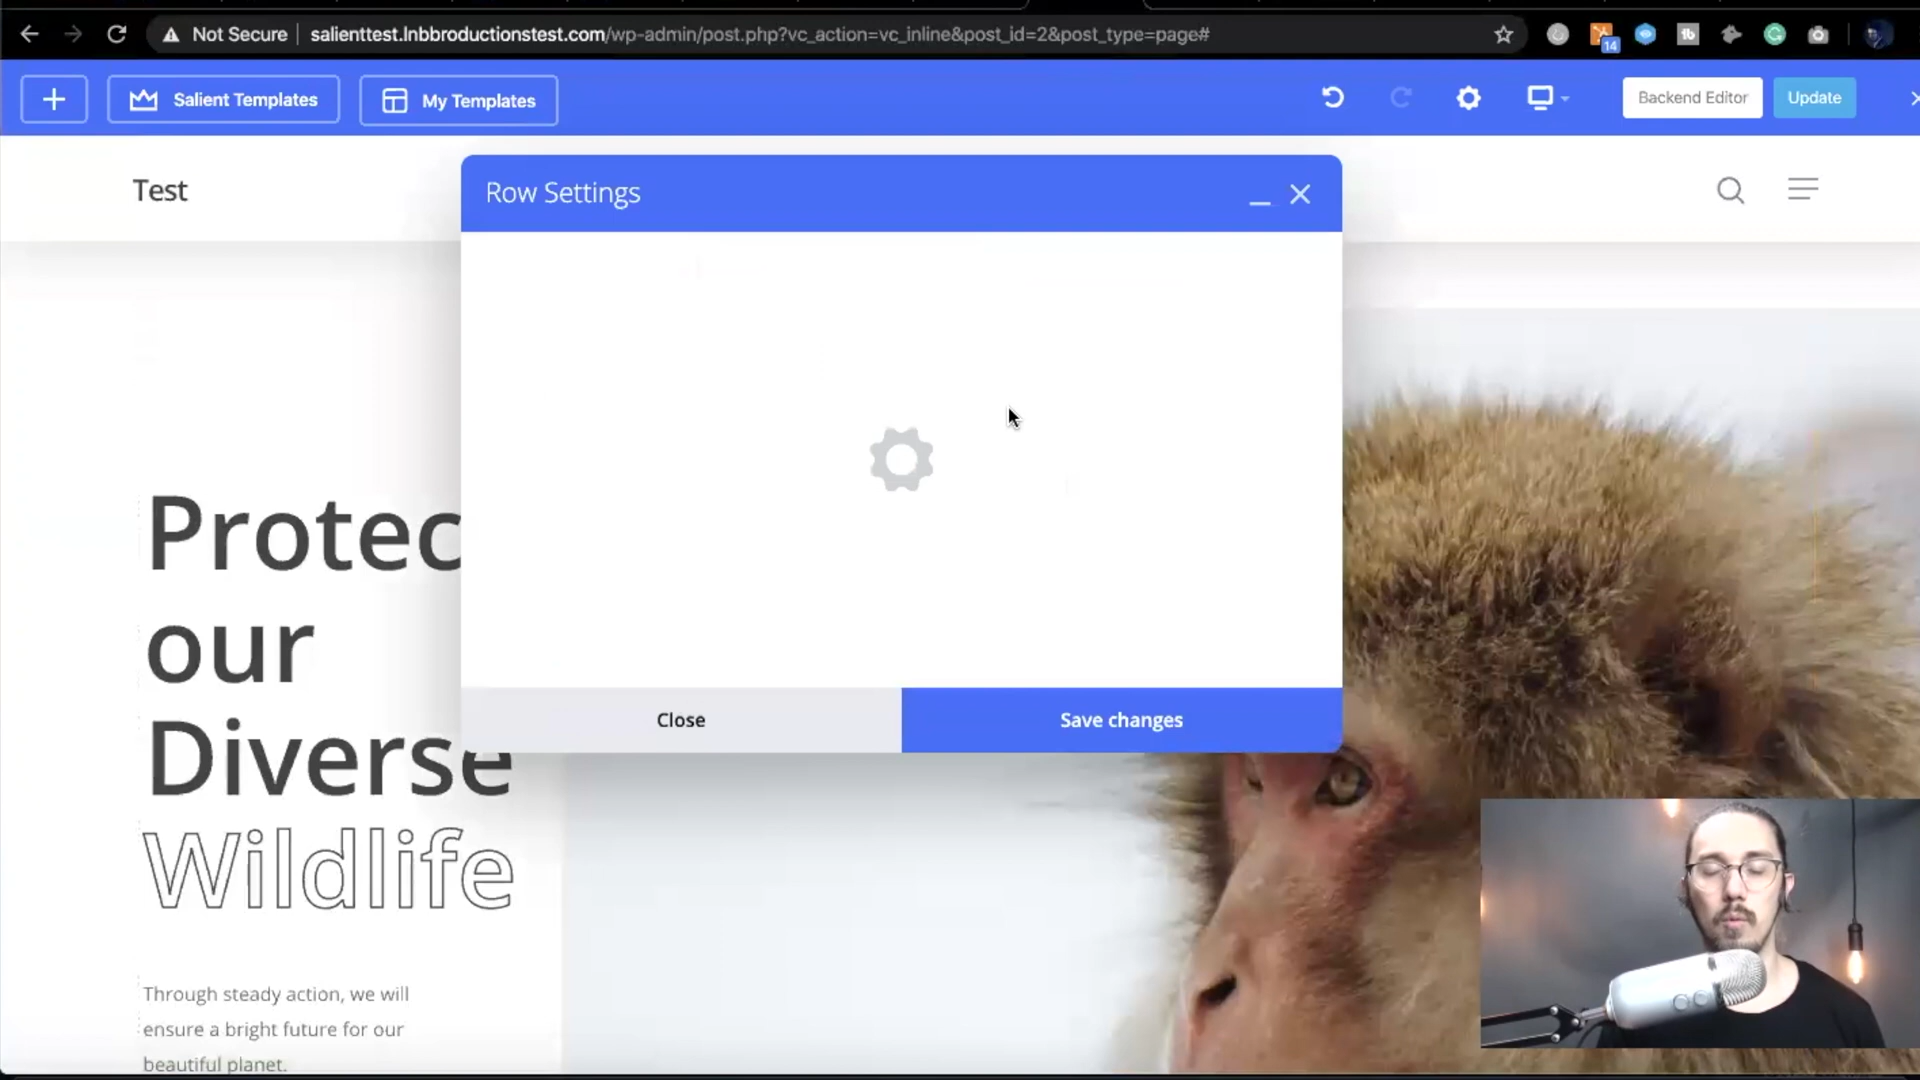 Not Secure
salienttest.lnbbroductionstest.com/wp-admin/post.php?vc_action=vc_inline&post_id=2&post_type=page#
14
Salient Templates
My Templates
Backend Editor
Update
Test
Row Settings
Protec
our
Diverse
Wildlife
Close
Save changes
Through steady action, we will
ensure a bright future for our
beautiful planet.